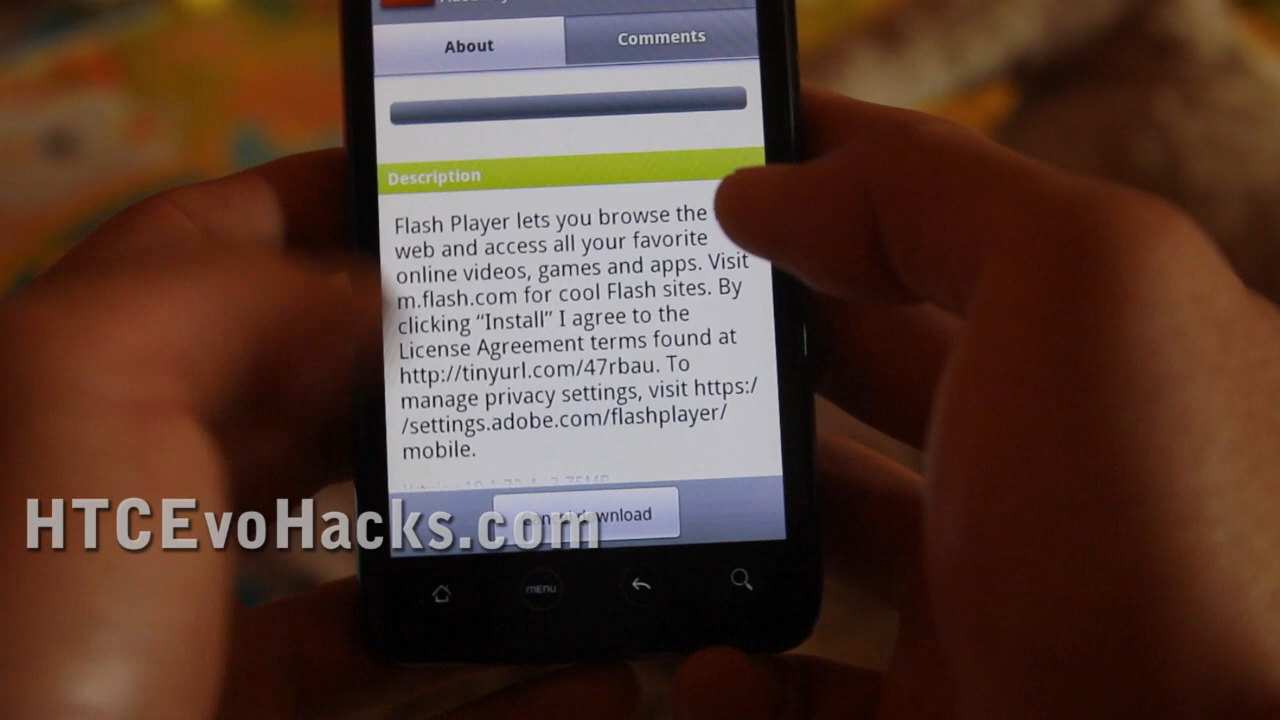 About
Comments
Description
Flash Player lets you browse the
web and access all your favorite
online videos, games and apps. Visit
m.flash.com for cool Flash sites. By
clicking “Install” I agree to the
License Agreement terms found at
http://tinyurl.com/47rbau. To
manage privacy settings, visit https:/
/settings.adobe.com/flashplayer/
mobile.
Cancel download
HTCEvoHacks.com
MENU